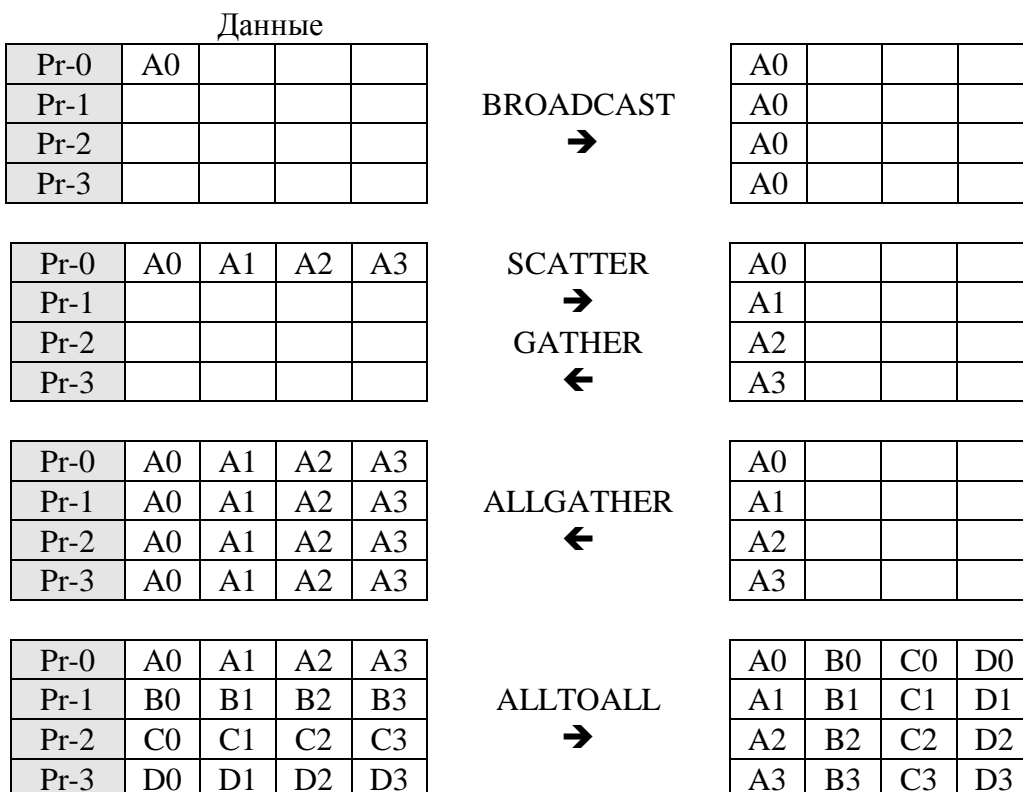 Данные
Pr-0 A0 A0
Pr-1 BROADCAST A0
Pr-2 ➔ A0
Pr-3 A0
Pr-0 A0 A1 A2 A3 SCATTER A0
Pr-1 ➔ A1
Pr-2 GATHER A2
Pr-3 🡸 A3
Pr-0 A0 A1 A2 A3 A0
Pr-1 A0 A1 A2 A3 ALLGATHER A1
Pr-2 A0 A1 A2 A3 🡸 A2
Pr-3 A0 A1 A2 A3 A3
Pr-0 A0 A1 A2 A3 A0 B0 C0 D0
Pr-1 B0 B1 B2 B3 ALLTOALL A1 B1 C1 D1
Pr-2 C0 C1 C2 C3 ➔ A2 B2 C2 D2
Pr-3 D0 D1 D2 D3 A3 B3 C3 D3